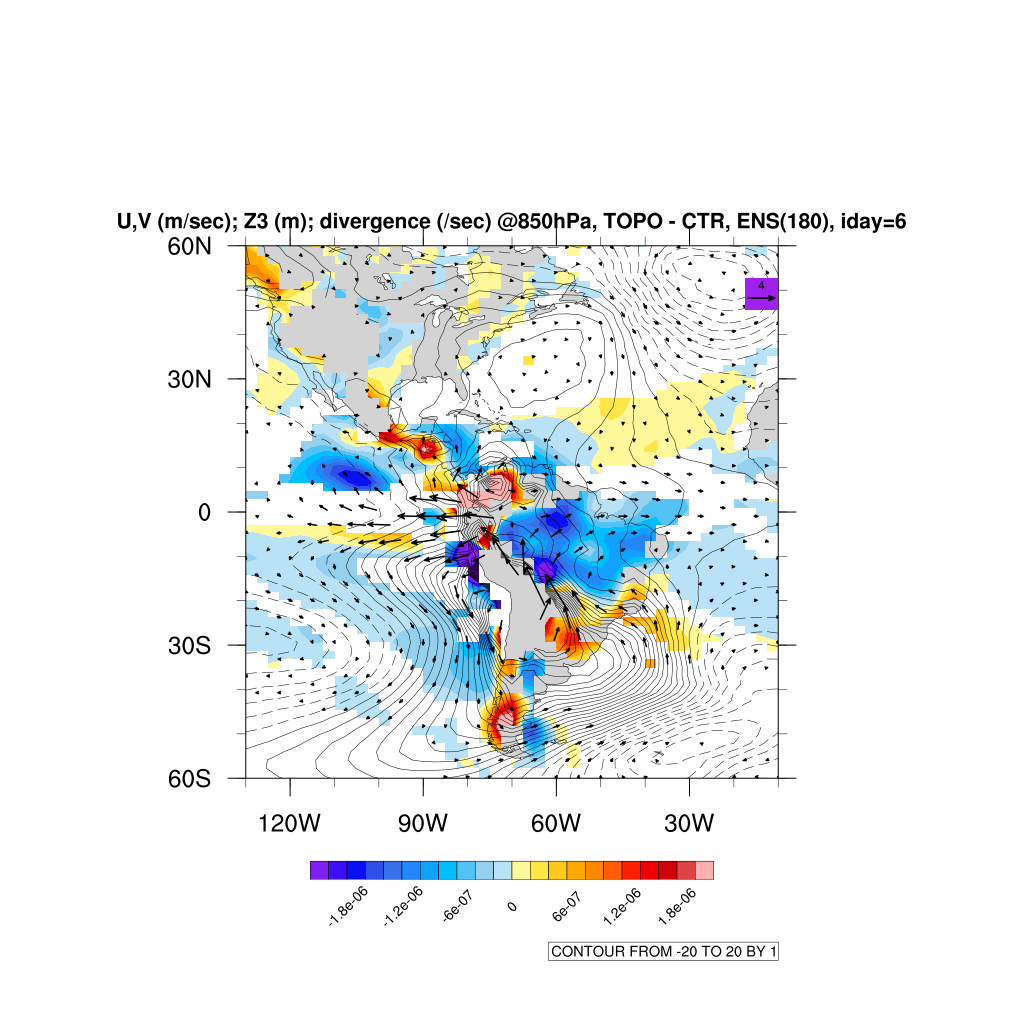 U,V (m/sec); Z3 (m); divergence (/sec) @850hPa, TOPO - CTR, ENS(180), iday=6
60N
4
30N
0
30S
60S
120W 90W 60W 30W
-1.8e-06 -1.2e-06 -6e-07 0 6e-07 1.2e-06 1.8e-06
CONTOUR FROM -20 TO 20 BY 1